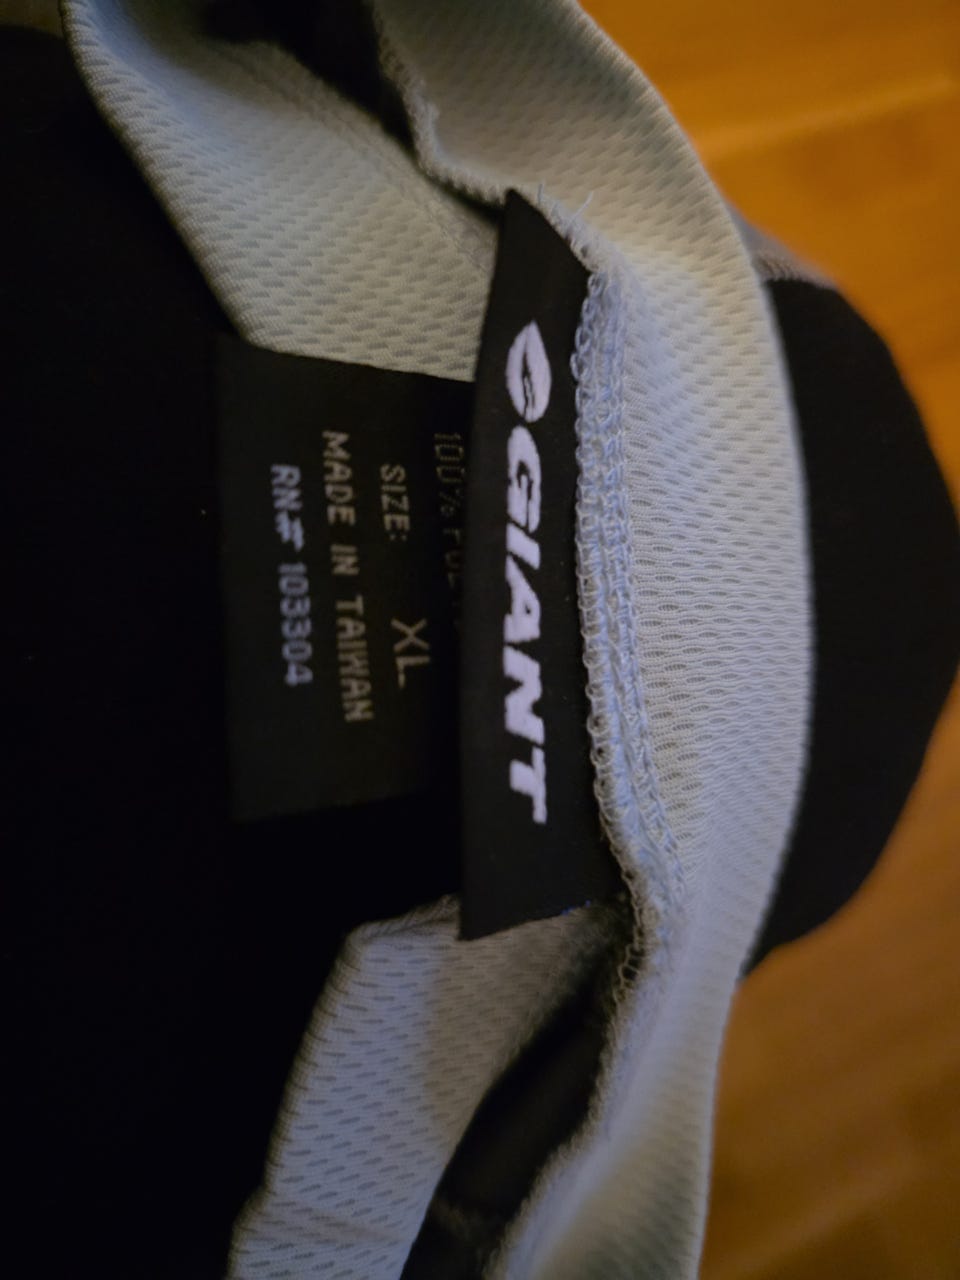 GIANT
100%
SIZE: XL
MADE IN TAIWAN
RN# 103304